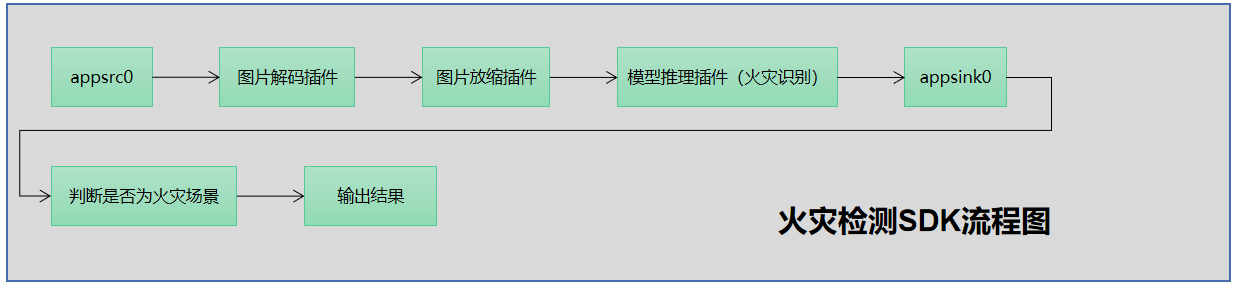 appsrc0
图片解码插件
图片放缩插件
模型推理插件（火灾识别）
appsink0
判断是否为火灾场景
输出结果
火灾检测SDK流程图